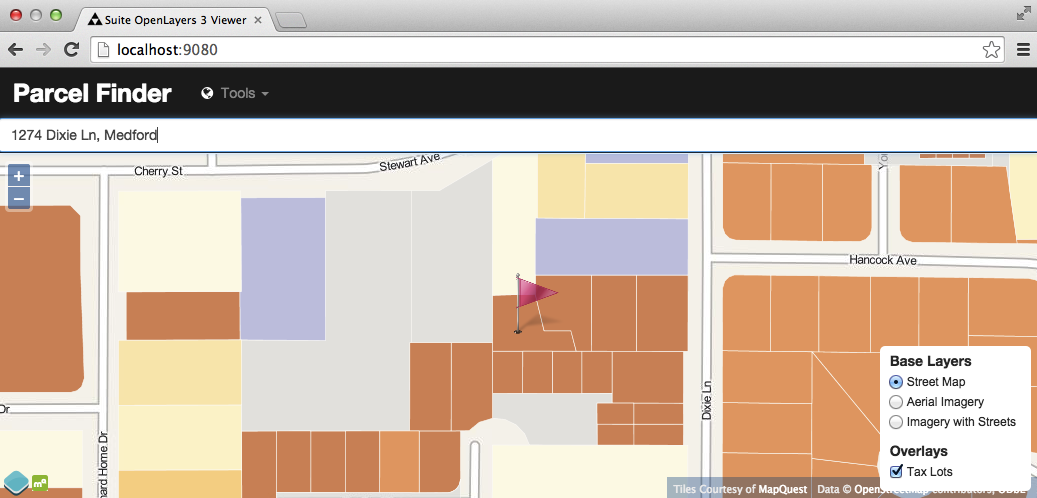 Suite OpenLayers 3 Viewer
localhost:9080
Parcel Finder
Tools
1274 Dixie Ln, Medford
Cherry St
Stewart Ave
Hancock Ave
Dixie Ln
Dr
Home Dr
+
−
Base Layers
Street Map
Aerial Imagery
Imagery with Streets
Overlays
Tax Lots
Tiles Courtesy of MapQuest Data © OpenStreetMap contributors,